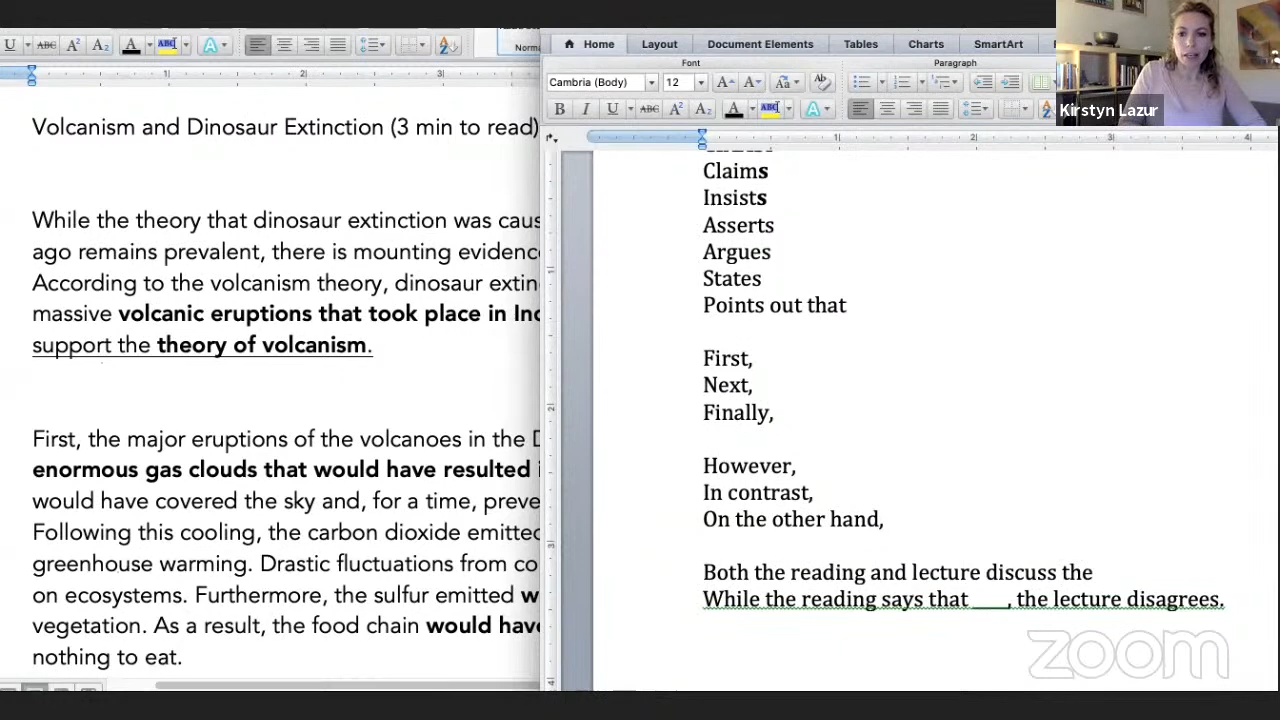 Norma
Home Layout Document Elements Tables Charts SmartArt
Font Paragraph
Cambria (Body) 12
Kirstyn Lazur
Volcanism and Dinosaur Extinction (3 min to read)
While the theory that dinosaur extinction was caus
ago remains prevalent, there is mounting evidence
According to the volcanism theory, dinosaur extin
massive volcanic eruptions that took place in Ind
support the theory of volcanism.
First, the major eruptions of the volcanoes in the D
enormous gas clouds that would have resulted i
would have covered the sky and, for a time, preve
Following this cooling, the carbon dioxide emitted
greenhouse warming. Drastic fluctuations from co
on ecosystems. Furthermore, the sulfur emitted w
vegetation. As a result, the food chain would have
nothing to eat.
Claims
Insists
Asserts
Argues
States
Points out that
First,
Next,
Finally,
However,
In contrast,
On the other hand,
Both the reading and lecture discuss the
While the reading says that ___, the lecture disagrees.
zoom